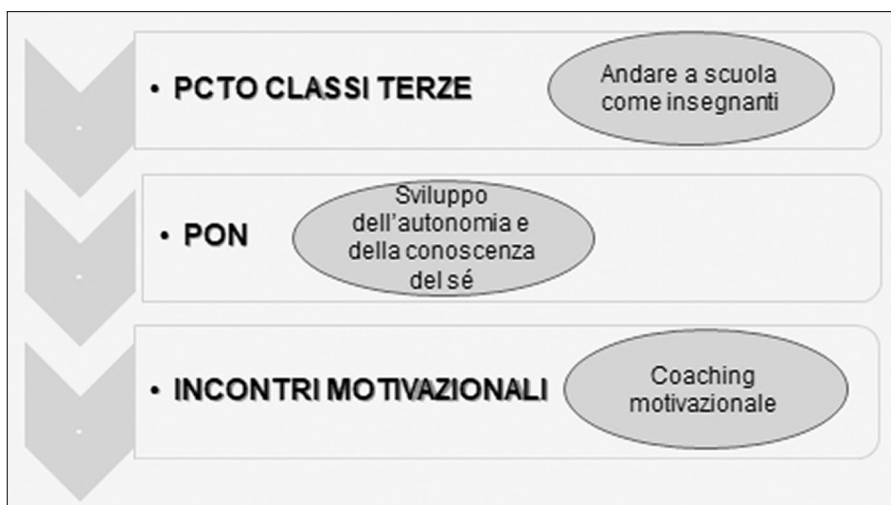 • PCTO CLASSI TERZE
Andare a scuola
come insegnanti
• PON
Sviluppo
dell'autonomia e
della conoscenza
del sé
• INCONTRI MOTIVAZIONALI
Coaching
motivazionale